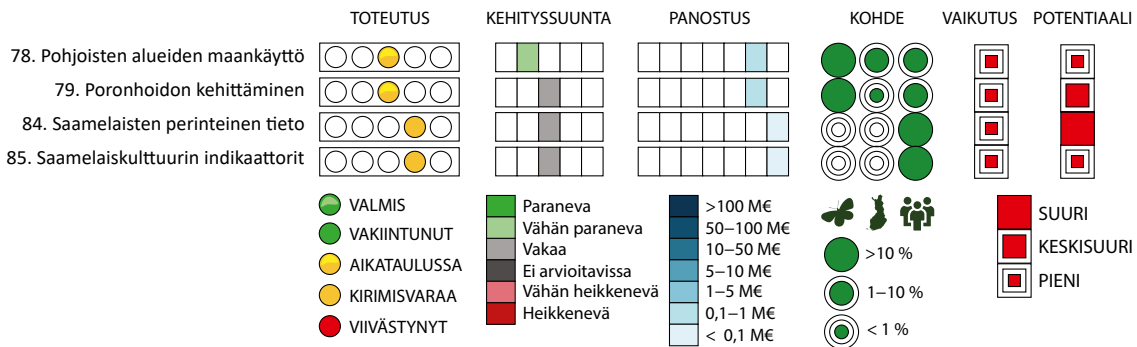 TOTEUTUS KEHITYSSUUNTA PANOSTUS KOHDE VAIKUTUS POTENTIAALI
78. Pohjoisten alueiden maankäyttö
79. Poronhoidon kehittäminen
84. Saamelaisten perinteinen tieto
85. Saamelaiskulttuurin indikaattorit
VALMIS
VAKIINTUNUT
AIKATAULUSSA
KIRIMISVARAA
VIIVÄSTYNYT
Paraneva
Vähän paraneva
Vakaa
Ei arvioitavissa
Vähän heikkenevä
Heikkenevä
>100 M€
50–100 M€
10–50 M€
5–10 M€
1–5 M€
0,1–1 M€
< 0,1 M€
>10 %
1–10 %
< 1 %
SUURI
KESKISUURI
PIENI